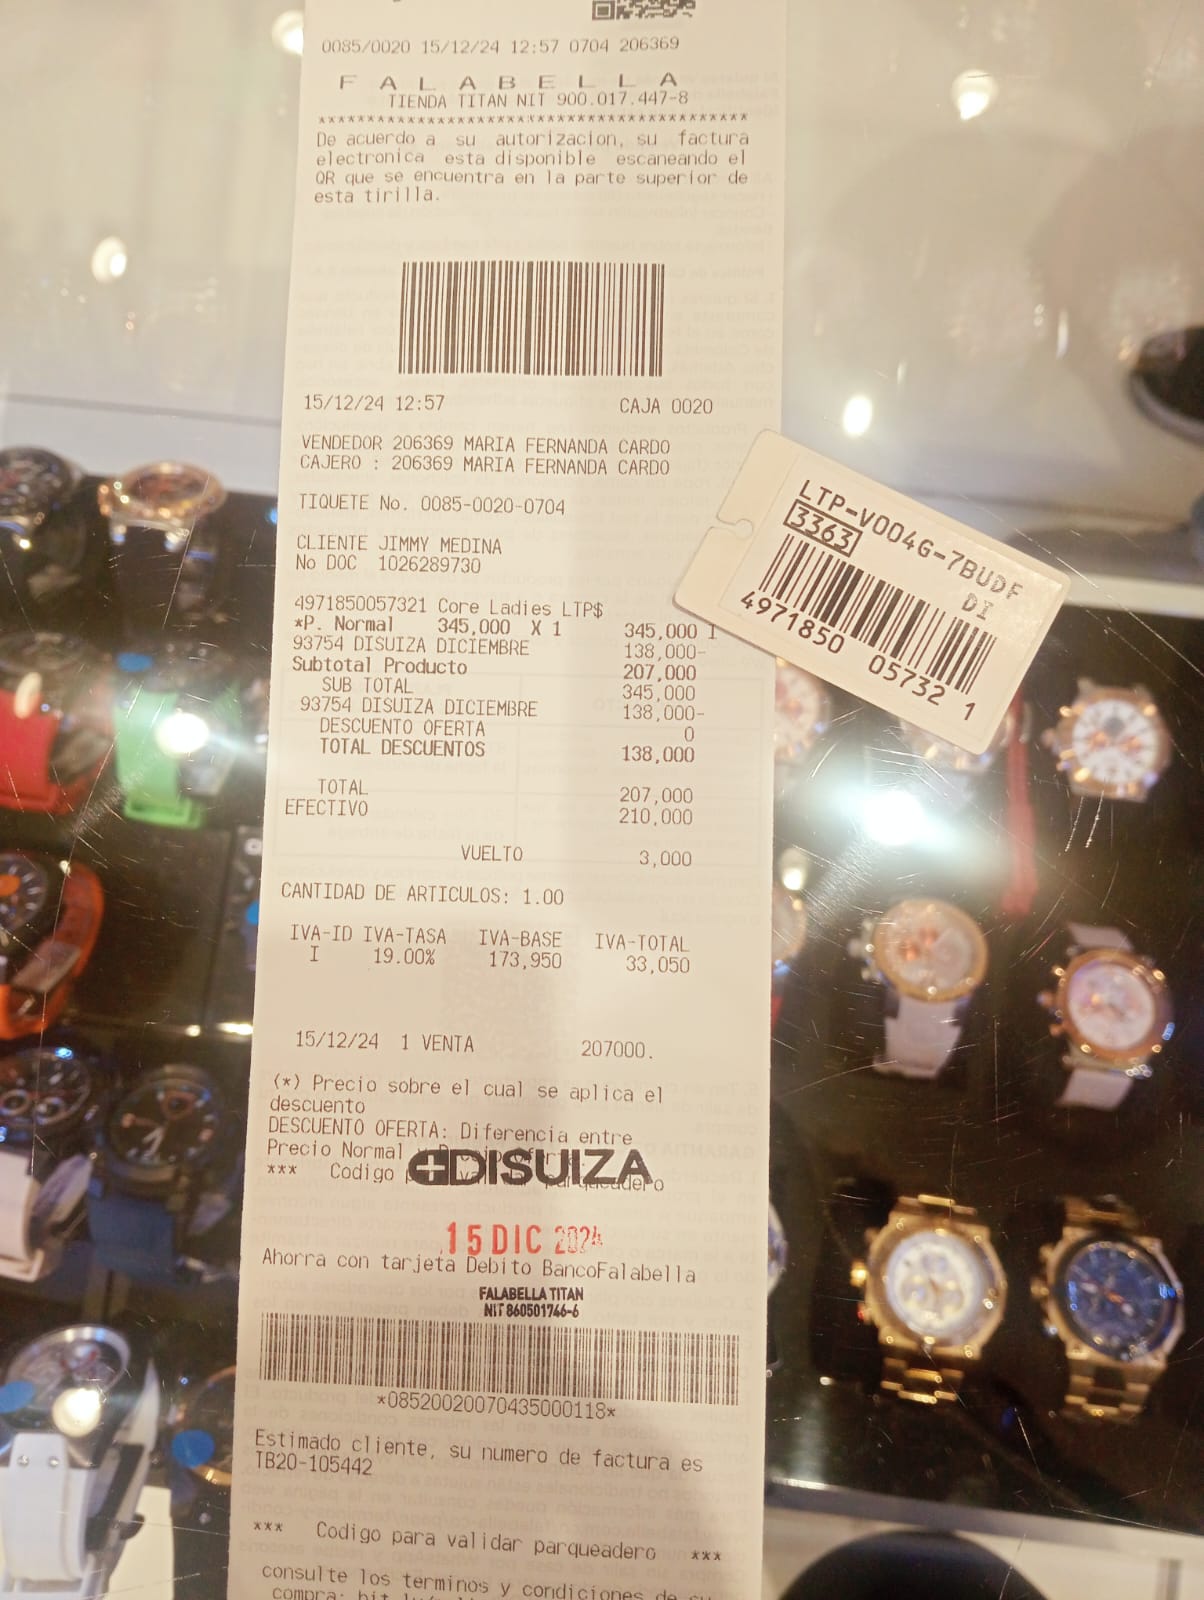 0085/0020 15/12/24 12:57 0704 206369
FALABELLA
TIENDA TITAN NIT 900.017.447-8
******************************************
De acuerdo a su autorizacion, su factura
electronica esta disponible escaneando el
QR que se encuentra en la parte superior de
esta tirilla.
15/12/24 12:57 CAJA 0020
VENDEDOR 206369 MARIA FERNANDA CARDO
CAJERO : 206369 MARIA FERNANDA CARDO
TIQUETE No. 0085-0020-0704
CLIENTE JIMMY MEDINA
No DOC 1026289730
4971850057321 Core Ladies LTP$
*P. Normal 345,000 X 1 345,000 I
93754 DISUIZA DICIEMBRE 138,000-
Subtotal Producto 207,000
SUB TOTAL 345,000
93754 DISUIZA DICIEMBRE 138,000-
DESCUENTO OFERTA 0
TOTAL DESCUENTOS 138,000
TOTAL 207,000
EFECTIVO 210,000
VUELTO 3,000
CANTIDAD DE ARTICULOS: 1.00
IVA-ID IVA-TASA IVA-BASE IVA-TOTAL
I 19.00% 173,950 33,050
15/12/24 1 VENTA 207000.
(*) Precio sobre el cual se aplica el
descuento
DESCUENTO OFERTA: Diferencia entre
Precio Normal
*** Codigo parqueadero
DISUIZA
15 DIC 2024
Ahorra con tarjeta Debito BancoFalabella
FALABELLA TITAN
NIT 860501746-6
*08520020070435000118*
Estimado cliente, su numero de factura es
TB20-105442
*** Codigo para validar parqueadero ***
consulte los terminos y condiciones de su
compra:
LTP-V004G-7BUDF
3363 DI
4971850 05732 1